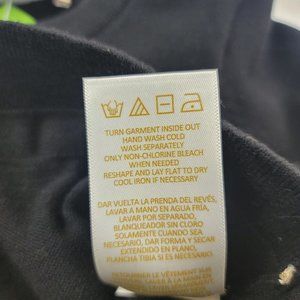 TURN GARMENT INSIDE OUT
HAND WASH COLD
WASH SEPARATELY
ONLY NON-CHLORINE BLEACH
WHEN NEEDED
RESHAPE AND LAY FLAT TO DRY
COOL IRON IF NECESSARY
DAR VUELTA LA PRENDA DEL REVÉS,
LAVAR A MANO EN AGUA FRÍA,
LAVAR POR SEPARADO,
BLANQUEADOR SIN CLORO
SOLAMENTE CUANDO SEA
NECESARIO, DAR FORMA Y SECAR
EXTENDIDO EN PLANO,
PLANCHA TIBIA SI ES NECESARIO
RETOURNER LE VÊTEMENT